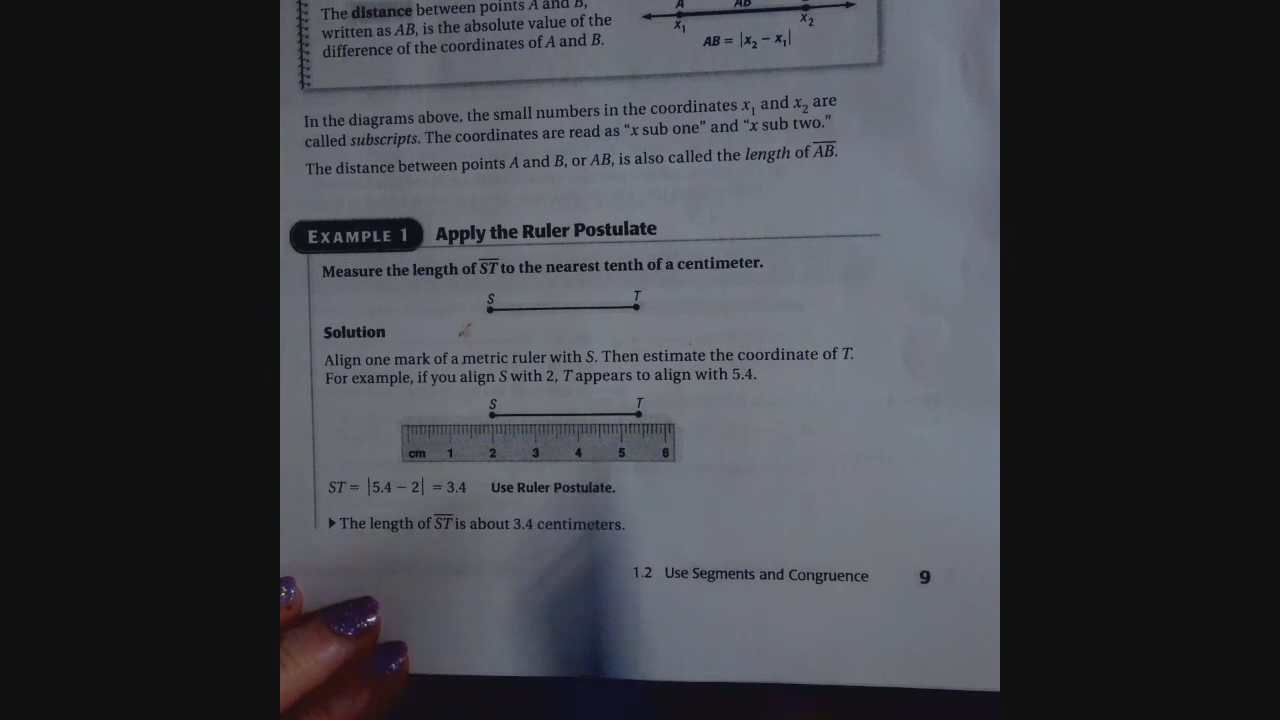 The distance between points A and B,
written as AB, is the absolute value of the
difference of the coordinates of A and B.
A AB
x₁ x₂
AB = |x₂ − x₁|
In the diagrams above, the small numbers in the coordinates x₁ and x₂ are
called subscripts. The coordinates are read as “x sub one” and “x sub two.”
The distance between points A and B, or AB, is also called the length of A̅B̅.
EXAMPLE 1 Apply the Ruler Postulate
Measure the length of S̅T̅ to the nearest tenth of a centimeter.
S T
Solution
Align one mark of a metric ruler with S. Then estimate the coordinate of T.
For example, if you align S with 2, T appears to align with 5.4.
S T
cm 1 2 3 4 5 6
ST = |5.4 − 2| = 3.4 Use Ruler Postulate.
▸ The length of S̅T̅ is about 3.4 centimeters.
1.2 Use Segments and Congruence 9